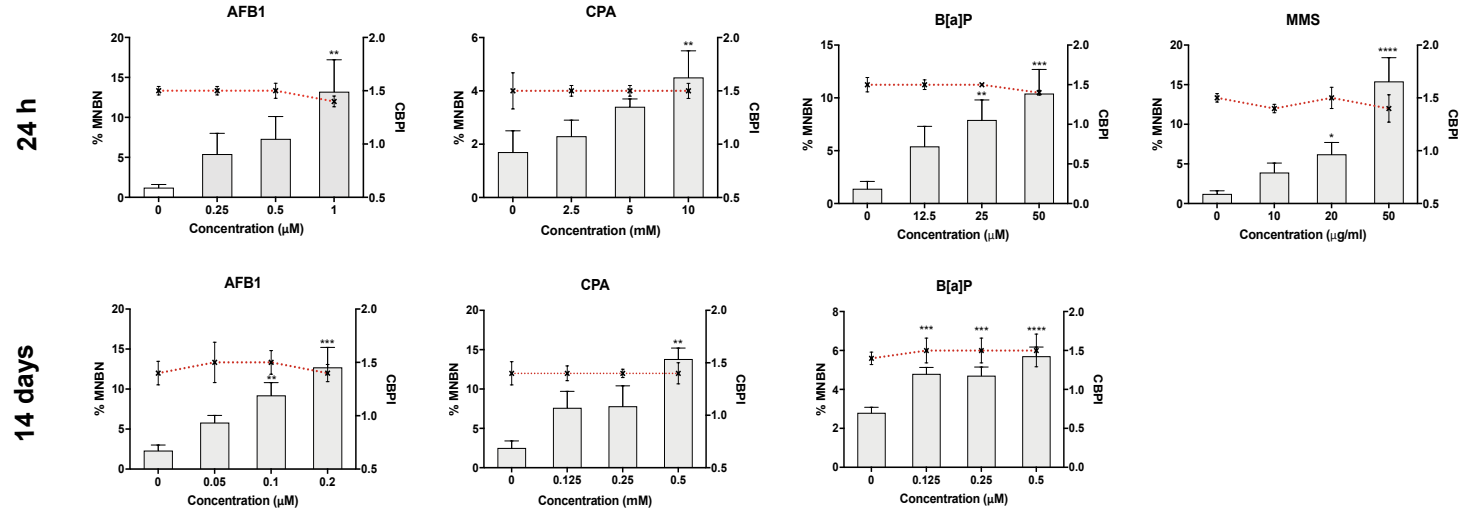 24 h
AFB1
% MNBN
20
15
10
5
0
**
2.0
1.5
1.0
0.5
CBPI
0 0.25 0.5 1
Concentration (μM)
CPA
% MNBN
6
4
2
0
**
2.0
1.5
1.0
0.5
CBPI
0 2.5 5 10
Concentration (mM)
B[a]P
% MNBN
15
10
5
0
** ***
2.0
1.5
1.0
0.5
0.0
CBPI
0 12.5 25 50
Concentration (μM)
MMS
% MNBN
20
15
10
5
0
* ****
2.0
1.5
1.0
0.5
CBPI
0 10 20 50
Concentration (μg/ml)
14 days
AFB1
% MNBN
20
15
10
5
0
** ***
2.0
1.5
1.0
0.5
CBPI
0 0.05 0.1 0.2
Concentration (μM)
CPA
% MNBN
20
15
10
5
0
**
2.0
1.5
1.0
0.5
CBPI
0 0.125 0.25 0.5
Concentration (mM)
B[a]P
% MNBN
8
6
4
2
0
*** *** ****
2.0
1.5
1.0
0.5
0.0
CBPI
0 0.125 0.25 0.5
Concentration (μM)